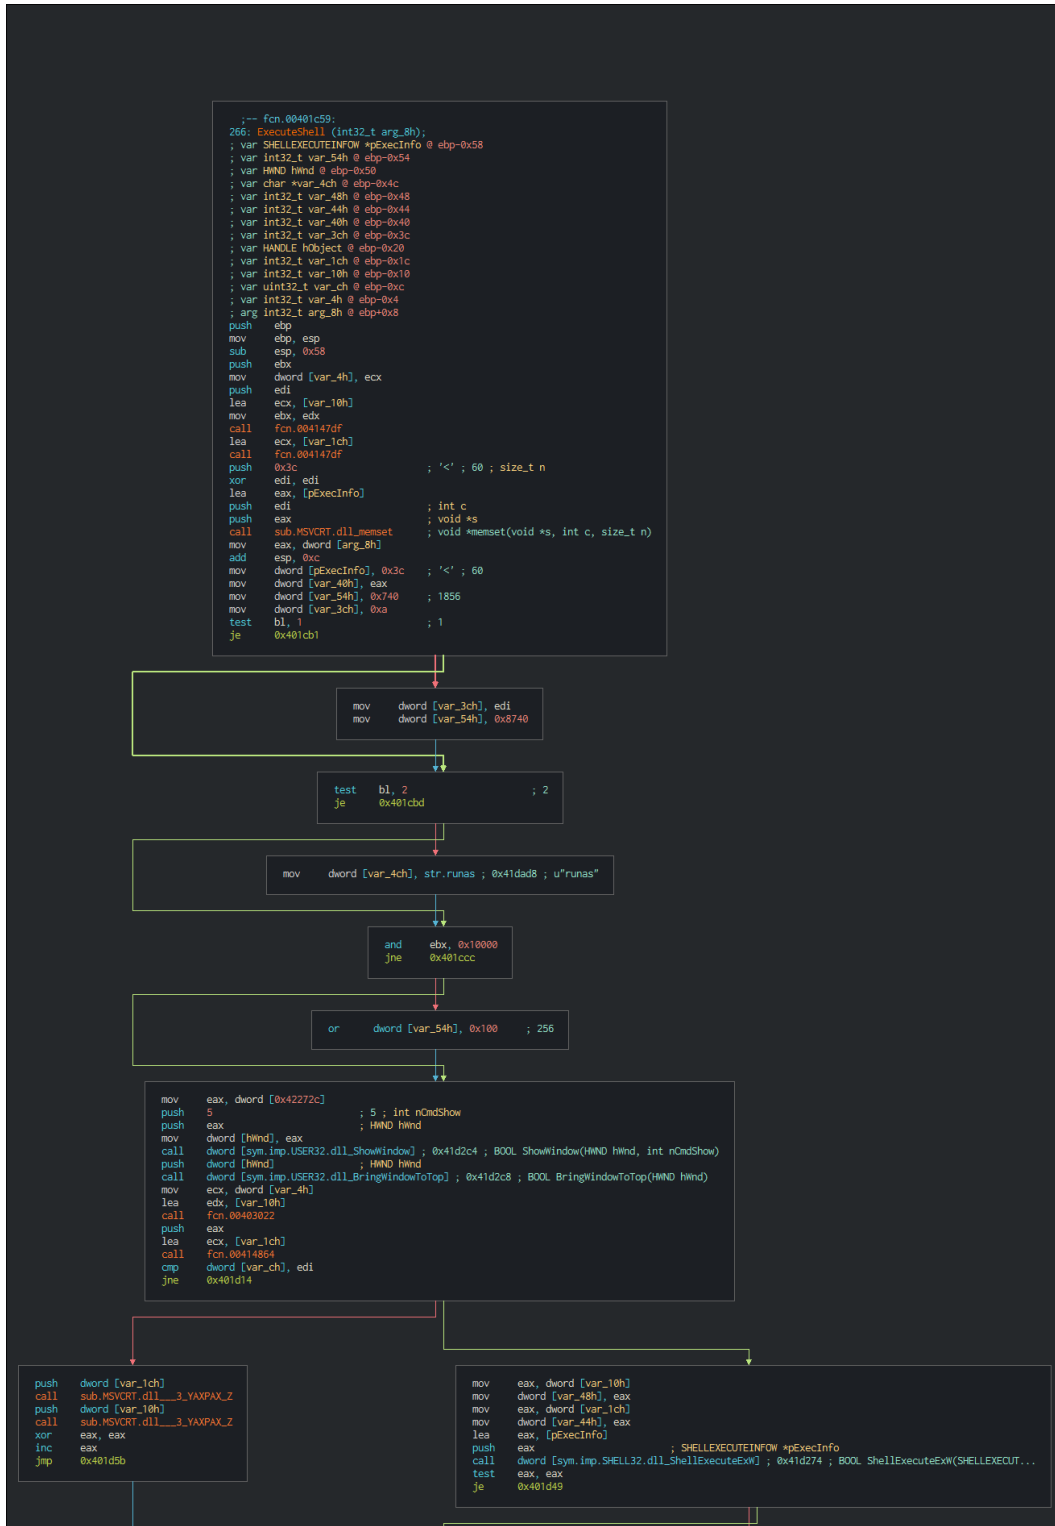 ;-- fcn.00401c59:
266: ExecuteShell (int32_t arg_8h);
; var SHELLEXECUTEINFOW *pExecInfo @ ebp-0x58
; var int32_t var_54h @ ebp-0x54
; var HWND hWnd @ ebp-0x50
; var char *var_4ch @ ebp-0x4c
; var int32_t var_48h @ ebp-0x48
; var int32_t var_44h @ ebp-0x44
; var int32_t var_40h @ ebp-0x40
; var int32_t var_3ch @ ebp-0x3c
; var HANDLE hObject @ ebp-0x20
; var int32_t var_1ch @ ebp-0x1c
; var int32_t var_10h @ ebp-0x10
; var uint32_t var_ch @ ebp-0xc
; var int32_t var_4h @ ebp-0x4
; arg int32_t arg_8h @ ebp+0x8
push ebp
mov ebp, esp
sub esp, 0x58
push ebx
mov dword [var_4h], ecx
push edi
lea ecx, [var_10h]
mov ebx, edx
call fcn.004147df
lea ecx, [var_1ch]
call fcn.004147df
push 0x3c ; '<' ; 60 ; size_t n
xor edi, edi
lea eax, [pExecInfo]
push edi ; int c
push eax ; void *s
call sub.MSVCRT.dll_memset ; void *memset(void *s, int c, size_t n)
mov eax, dword [arg_8h]
add esp, 0xc
mov dword [pExecInfo], 0x3c ; '<' ; 60
mov dword [var_40h], eax
mov dword [var_54h], 0x740 ; 1856
mov dword [var_3ch], 0xa
test bl, 1 ; 1
je 0x401cb1
mov dword [var_3ch], edi
mov dword [var_54h], 0x8740
test bl, 2 ; 2
je 0x401cbd
mov dword [var_4ch], str.runas ; 0x41dad8 ; u"runas"
and ebx, 0x10000
jne 0x401ccc
or dword [var_54h], 0x100 ; 256
mov eax, dword [0x42272c]
push 5 ; 5 ; int nCmdShow
push eax ; HWND hWnd
mov dword [hWnd], eax
call dword [sym.imp.USER32.dll_ShowWindow] ; 0x41d2c4 ; BOOL ShowWindow(HWND hWnd, int nCmdShow)
push dword [hWnd] ; HWND hWnd
call dword [sym.imp.USER32.dll_BringWindowToTop] ; 0x41d2c8 ; BOOL BringWindowToTop(HWND hWnd)
mov ecx, dword [var_4h]
lea edx, [var_10h]
call fcn.00403022
push eax
lea ecx, [var_1ch]
call fcn.00414864
cmp dword [var_ch], edi
jne 0x401d14
push dword [var_1ch]
call sub.MSVCRT.dll___3_YAXPAX_Z
push dword [var_10h]
call sub.MSVCRT.dll___3_YAXPAX_Z
xor eax, eax
inc eax
jmp 0x401d5b
mov eax, dword [var_10h]
mov dword [var_48h], eax
mov eax, dword [var_1ch]
mov dword [var_44h], eax
lea eax, [pExecInfo]
push eax ; SHELLEXECUTEINFOW *pExecInfo
call dword [sym.imp.SHELL32.dll_ShellExecuteExW] ; 0x41d274 ; BOOL ShellExecuteExW(SHELLEXECUT...
test eax, eax
je 0x401d49